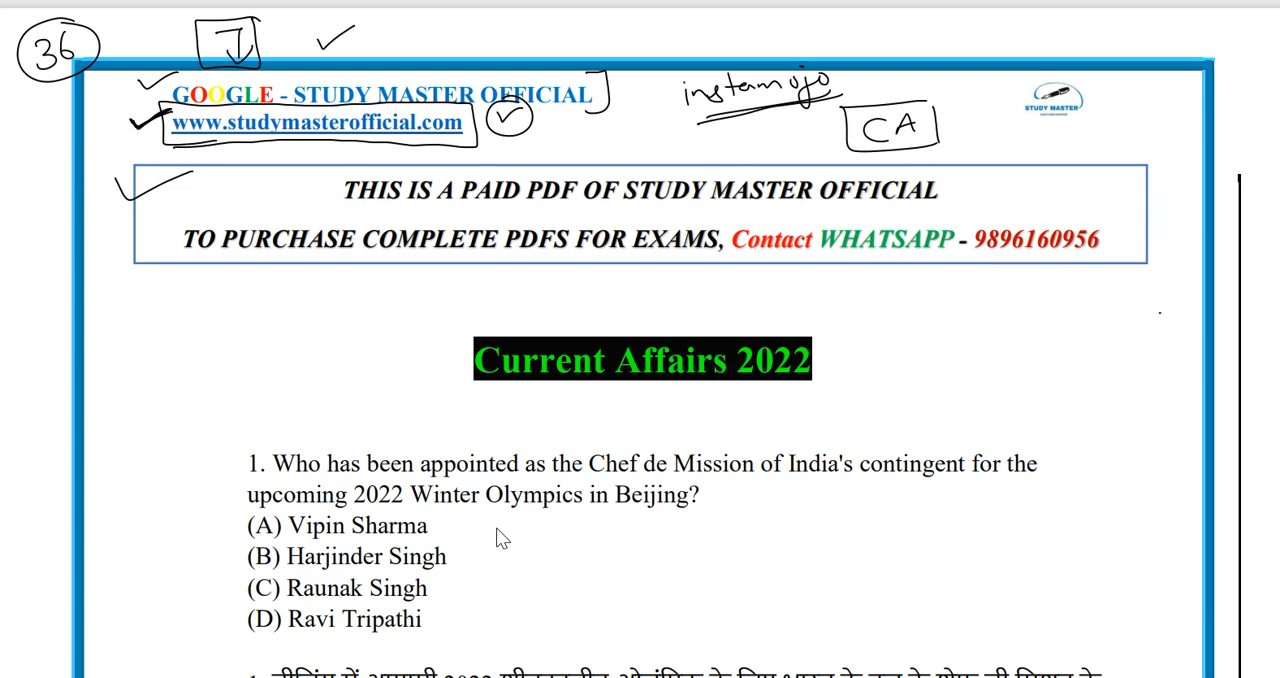 36
instamojo
GOOGLE - STUDY MASTER OFFICIAL
www.studymasterofficial.com
CA
STUDY MASTER
THIS IS A PAID PDF OF STUDY MASTER OFFICIAL
TO PURCHASE COMPLETE PDFS FOR EXAMS, Contact WHATSAPP - 9896160956
Current Affairs 2022
1. Who has been appointed as the Chef de Mission of India's contingent for the
upcoming 2022 Winter Olympics in Beijing?
(A) Vipin Sharma
(B) Harjinder Singh
(C) Raunak Singh
(D) Ravi Tripathi